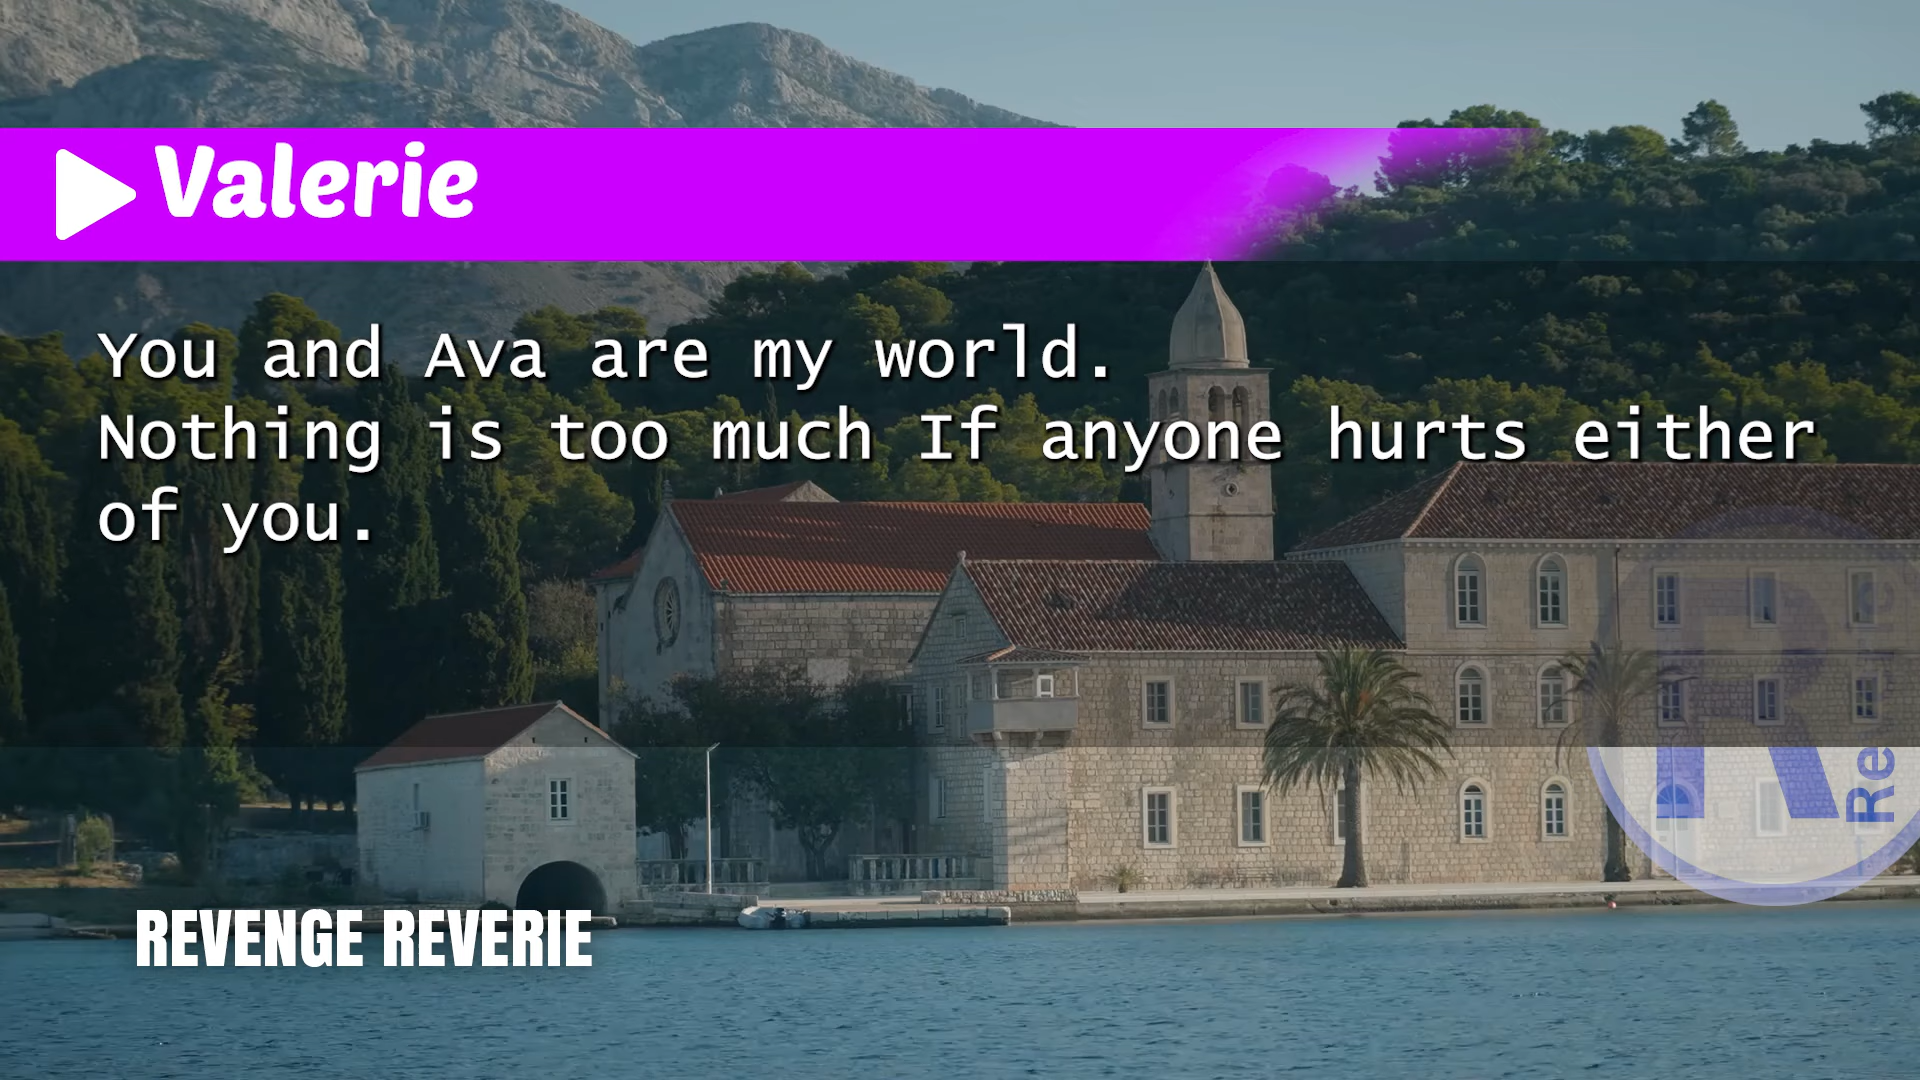 Valerie
You and Ava are my world.
Nothing is too much If anyone hurts either
of you.
R
Re
REVENGE REVERIE